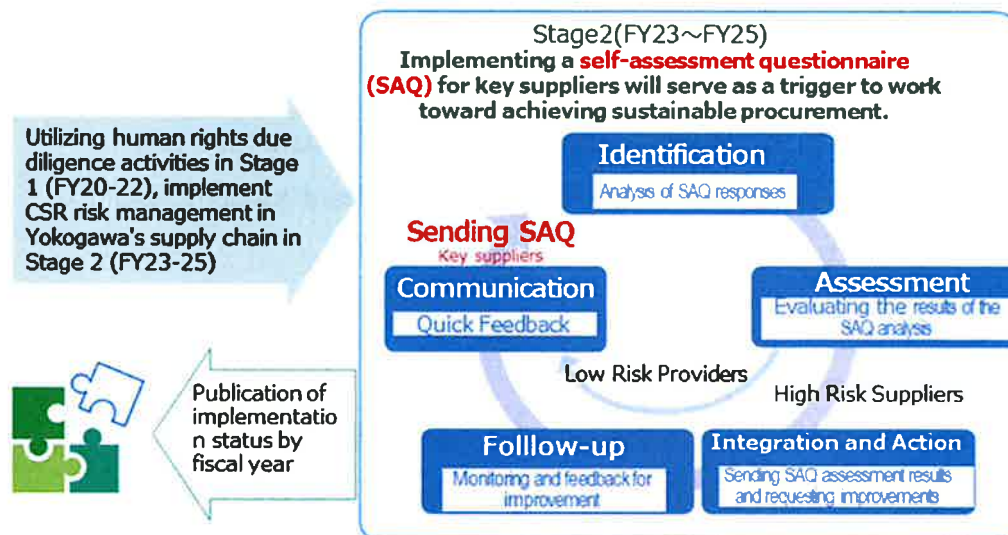 Stage2(FY23～FY25)
Implementing a self-assessment questionnaire
(SAQ) for key suppliers will serve as a trigger to work
toward achieving sustainable procurement.
Utilizing human rights due
diligence activities in Stage
1 (FY20-22), implement
CSR risk management in
Yokogawa's supply chain in
Stage 2 (FY23-25)
Identification
Analysis of SAQ responses
Sending SAQ
Key suppliers
Communication
Quick Feedback
Assessment
Evaluating the results of the
SAQ analysis
Low Risk Providers
High Risk Suppliers
Publication of
implementatio
n status by
fiscal year
Folllow-up
Monitoring and feedback for
improvement
Integration and Action
Sending SAQ assessment results
and requesting improvements